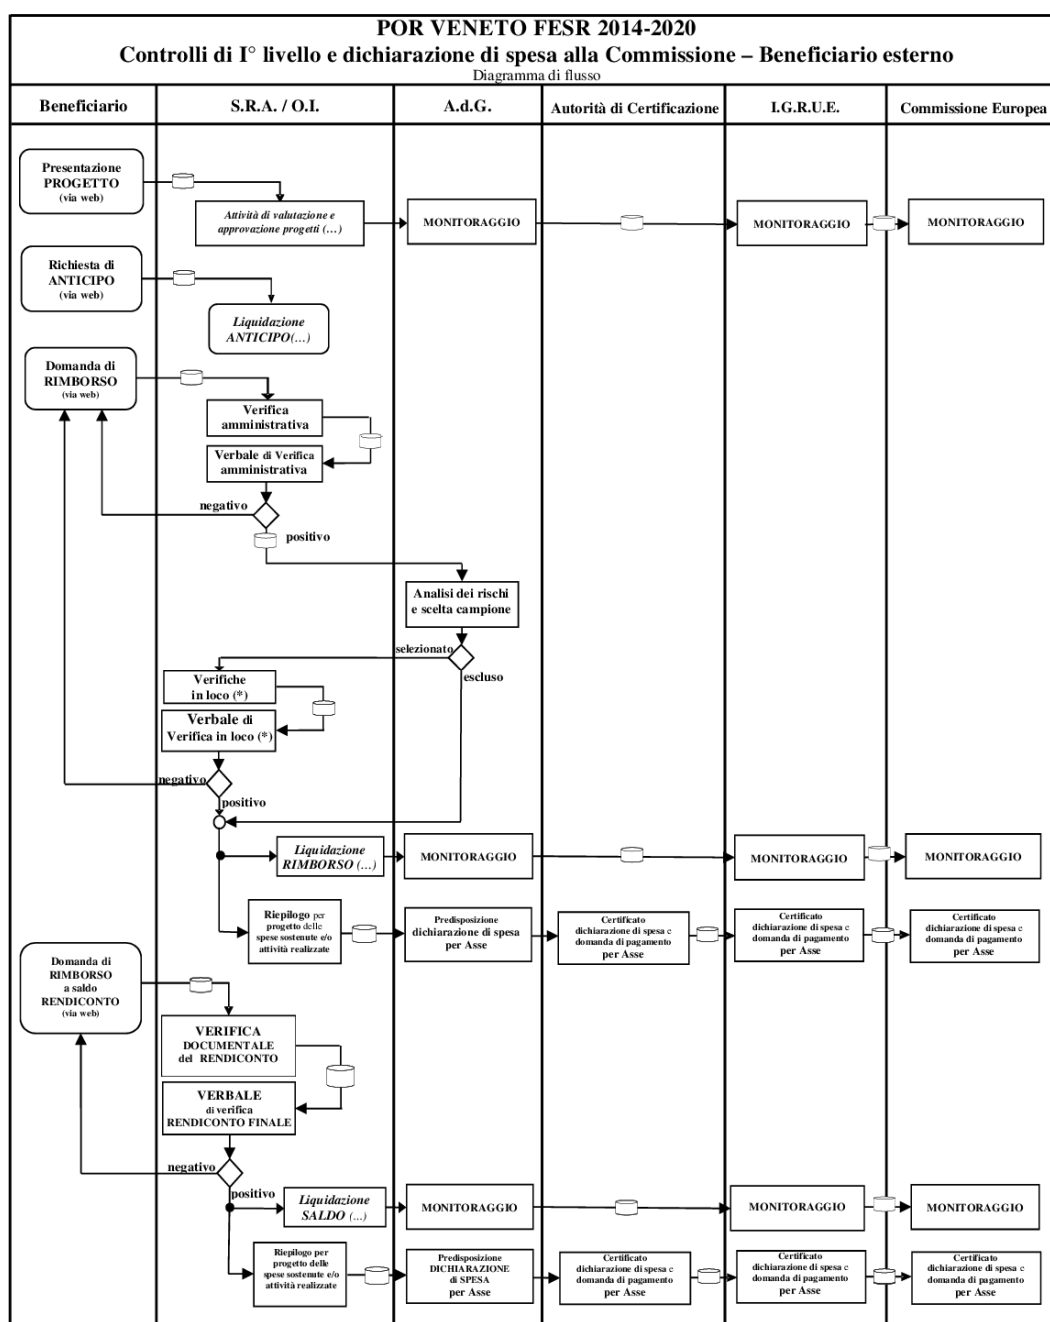 POR VENETO FESR 2014-2020
Controlli di I° livello e dichiarazione di spesa alla Commissione – Beneficiario esterno
Diagramma di flusso
Beneficiario
S.R.A. / O.I.
A.d.G.
Autorità di Certificazione
I.G.R.U.E.
Commissione Europea
Presentazione
PROGETTO
(via web)
Attività di valutazione e
approvazione progetti (…)
MONITORAGGIO
MONITORAGGIO
MONITORAGGIO
Richiesta di
ANTICIPO
(via web)
Liquidazione
ANTICIPO(…)
Domanda di
RIMBORSO
(via web)
Verifica
amministrativa
Verbale di Verifica
amministrativa
negativo
positivo
Analisi dei rischi
e scelta campione
selezionato
escluso
Verifiche
in loco (*)
Verbale di
Verifica in loco (*)
negativo
positivo
Liquidazione
RIMBORSO (…)
MONITORAGGIO
MONITORAGGIO
MONITORAGGIO
Riepilogo per
progetto delle
spese sostenute e/o
attività realizzate
Predisposizione
dichiarazione di spesa
per Asse
Certificato
dichiarazione di spesa e
domanda di pagamento
per Asse
Certificato
dichiarazione di spesa e
domanda di pagamento
per Asse
Certificato
dichiarazione di spesa e
domanda di pagamento
per Asse
Domanda di
RIMBORSO
a saldo
RENDICONTO
(via web)
VERIFICA
DOCUMENTALE
del RENDICONTO
VERBALE
di verifica
RENDICONTO FINALE
negativo
positivo
Liquidazione
SALDO (…)
MONITORAGGIO
MONITORAGGIO
MONITORAGGIO
Riepilogo per
progetto delle
spese sostenute e/o
attività realizzate
Predisposizione
DICHIARAZIONE
di SPESA
per Asse
Certificato
dichiarazione di spesa e
domanda di pagamento
per Asse
Certificato
dichiarazione di spesa e
domanda di pagamento
per Asse
Certificato
dichiarazione di spesa e
domanda di pagamento
per Asse